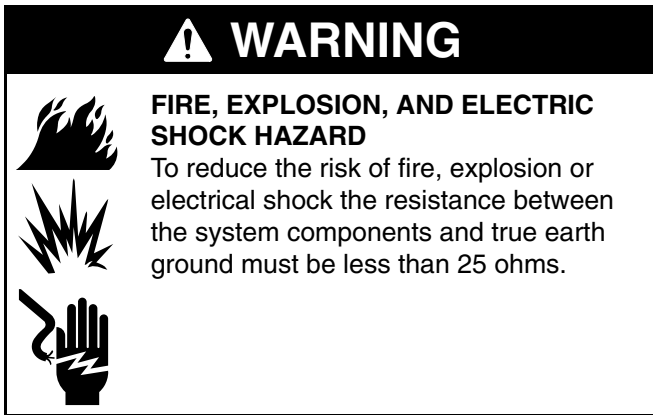 WARNING
FIRE, EXPLOSION, AND ELECTRIC
SHOCK HAZARD
To reduce the risk of fire, explosion or
electrical shock the resistance between
the system components and true earth
ground must be less than 25 ohms.